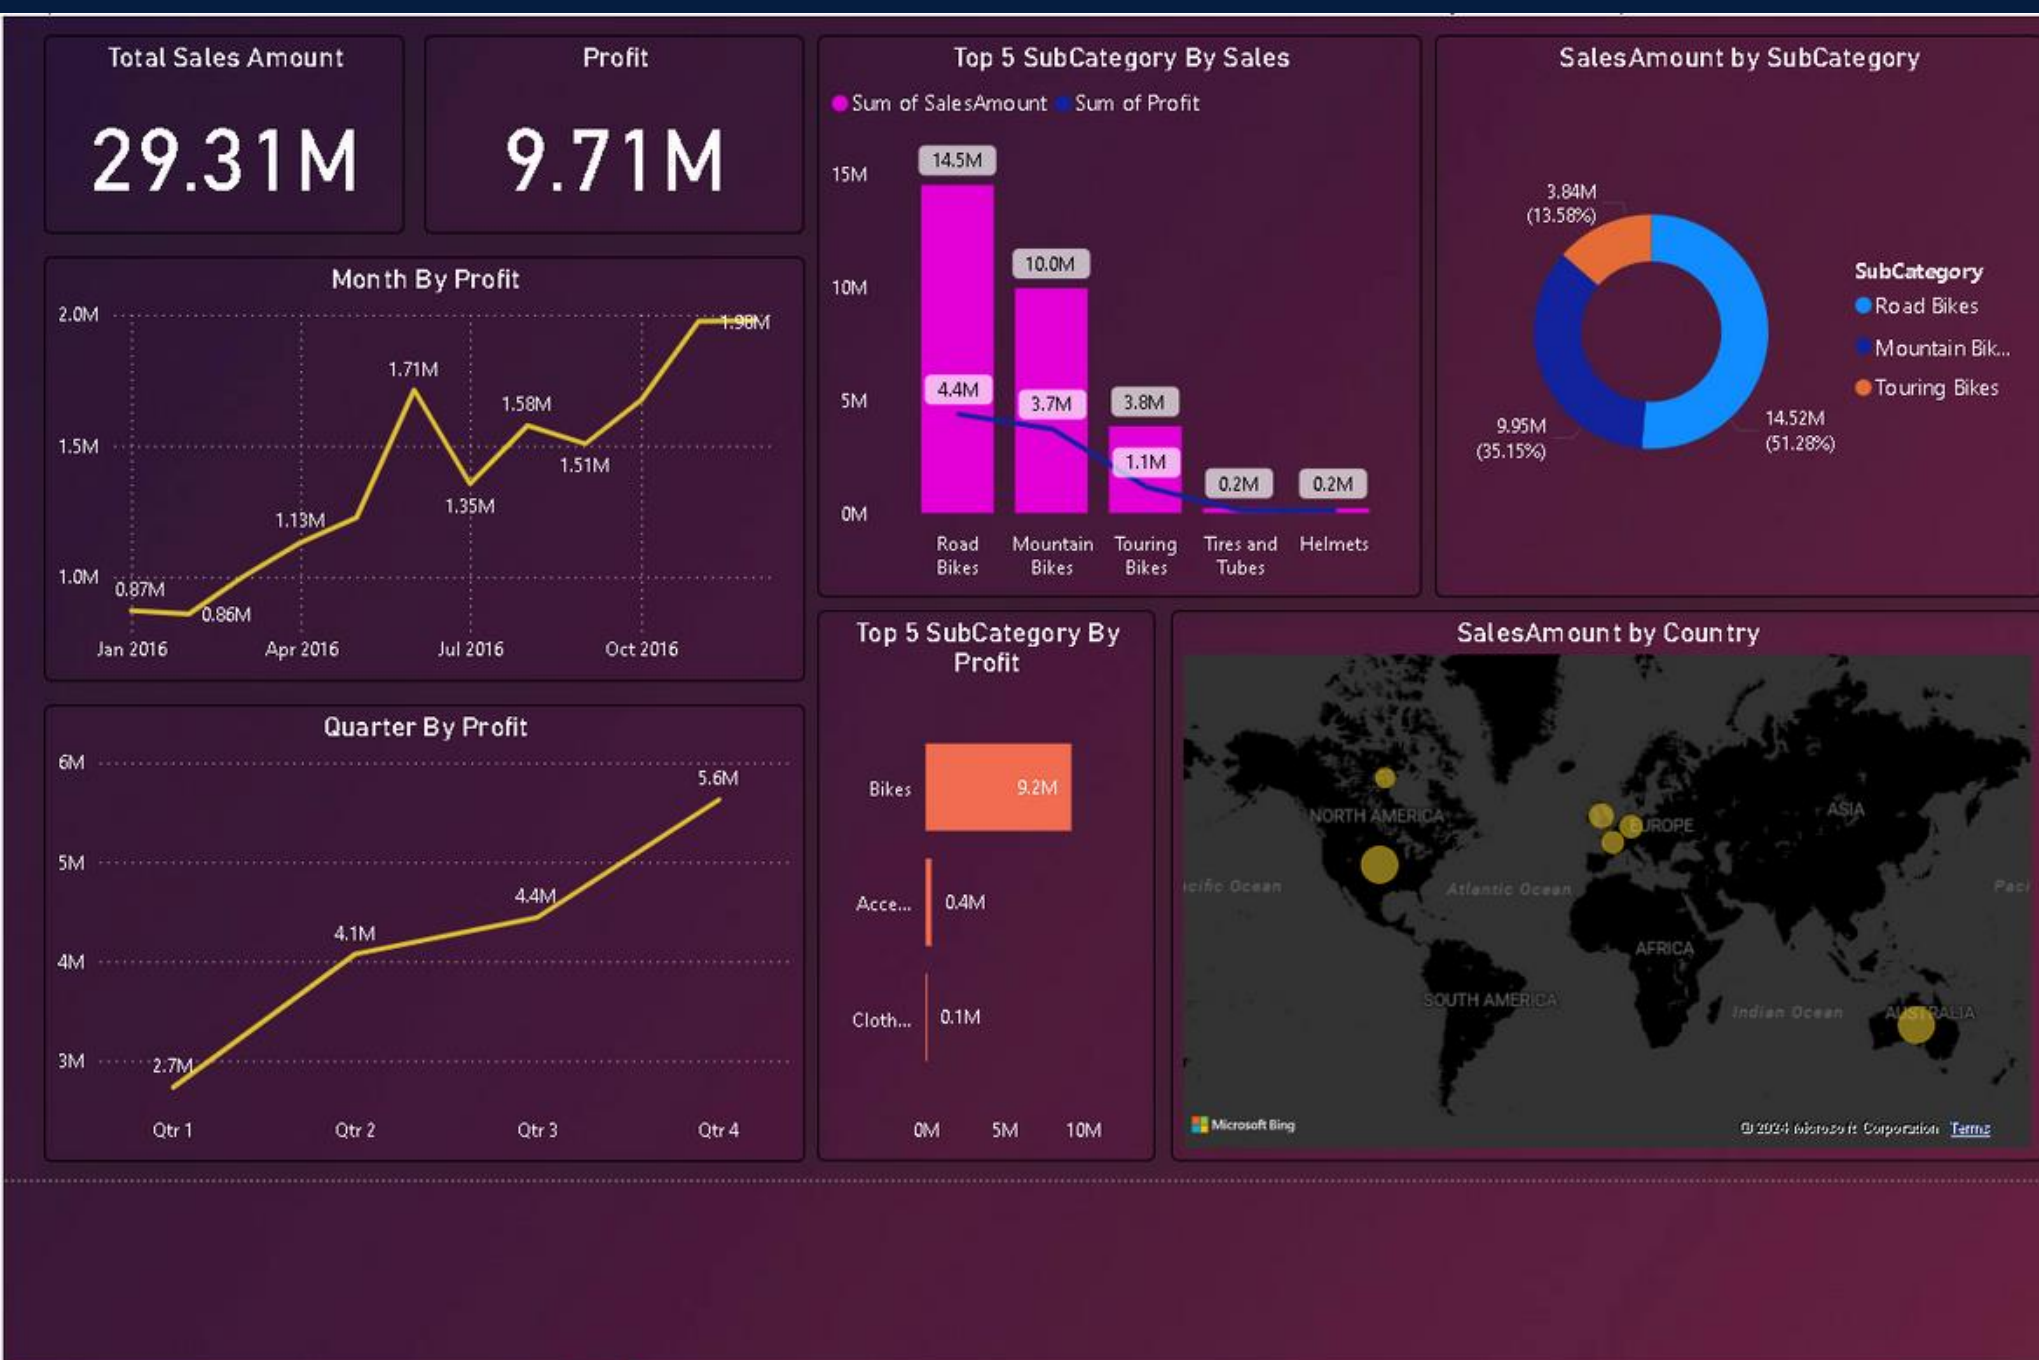 Total Sales Amount
29.31M
Profit
9.71M
Month By Profit
2.0M
1.5M
1.0M
0.87M
0.86M
1.13M
1.71M
1.35M
1.58M
1.51M
1.98M
Jan 2016
Apr 2016
Jul 2016
Oct 2016
Quarter By Profit
6M
5M
4M
3M
2.7M
4.1M
4.4M
5.6M
Qtr 1
Qtr 2
Qtr 3
Qtr 4
Top 5 SubCategory By Sales
Sum of SalesAmount
Sum of Profit
15M
10M
5M
0M
14.5M
10.0M
3.8M
0.2M
0.2M
4.4M
3.7M
1.1M
Road
Bikes
Mountain
Bikes
Touring
Bikes
Tires and
Tubes
Helmets
SalesAmount by SubCategory
3.84M
(13.58%)
9.95M
(35.15%)
14.52M
(51.28%)
SubCategory
Road Bikes
Mountain Bik...
Touring Bikes
Top 5 SubCategory By
Profit
Bikes
9.2M
Acce...
0.4M
Cloth...
0.1M
0M
5M
10M
SalesAmount by Country
NORTH AMERICA
EUROPE
ASIA
acific Ocean
Atlantic Ocean
Paci
AFRICA
SOUTH AMERICA
Indian Ocean
AUSTRALIA
Microsoft Bing
© 2024 Microsoft Corporation Terms